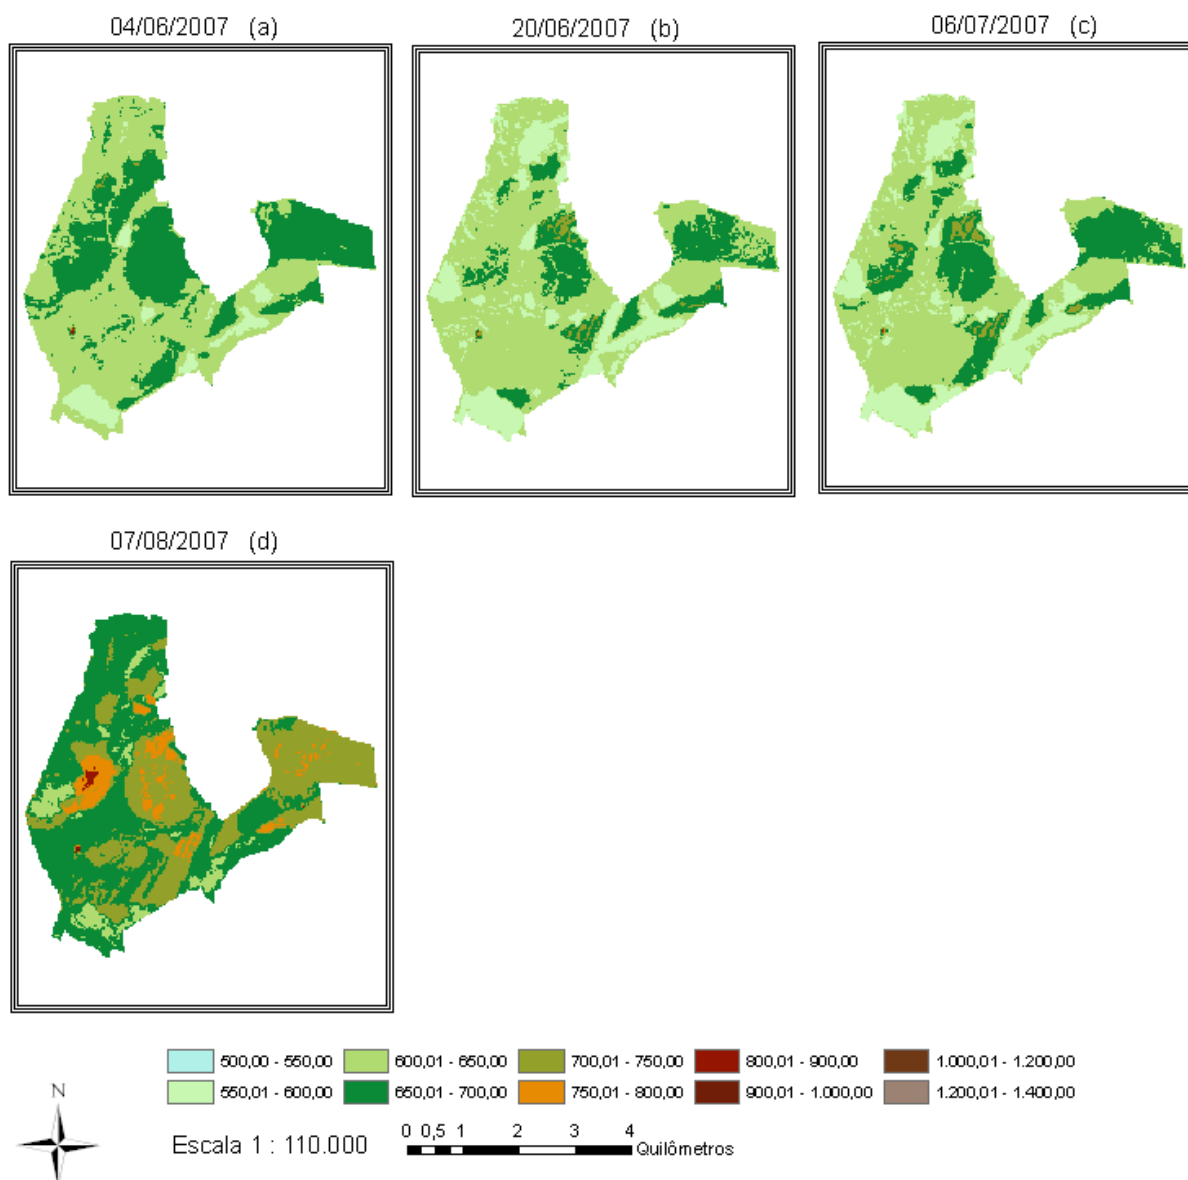 04/06/2007 (a)
20/06/2007 (b)
06/07/2007 (c)
07/08/2007 (d)
500,00 - 550,00
600,01 - 650,00
700,01 - 750,00
800,01 - 900,00
1.000,01 - 1.200,00
550,01 - 600,00
650,01 - 700,00
750,01 - 800,00
900,01 - 1.000,00
1.200,01 - 1.400,00
N
Escala 1 : 110.000
0 0,5 1 2 3 4
Quilômetros